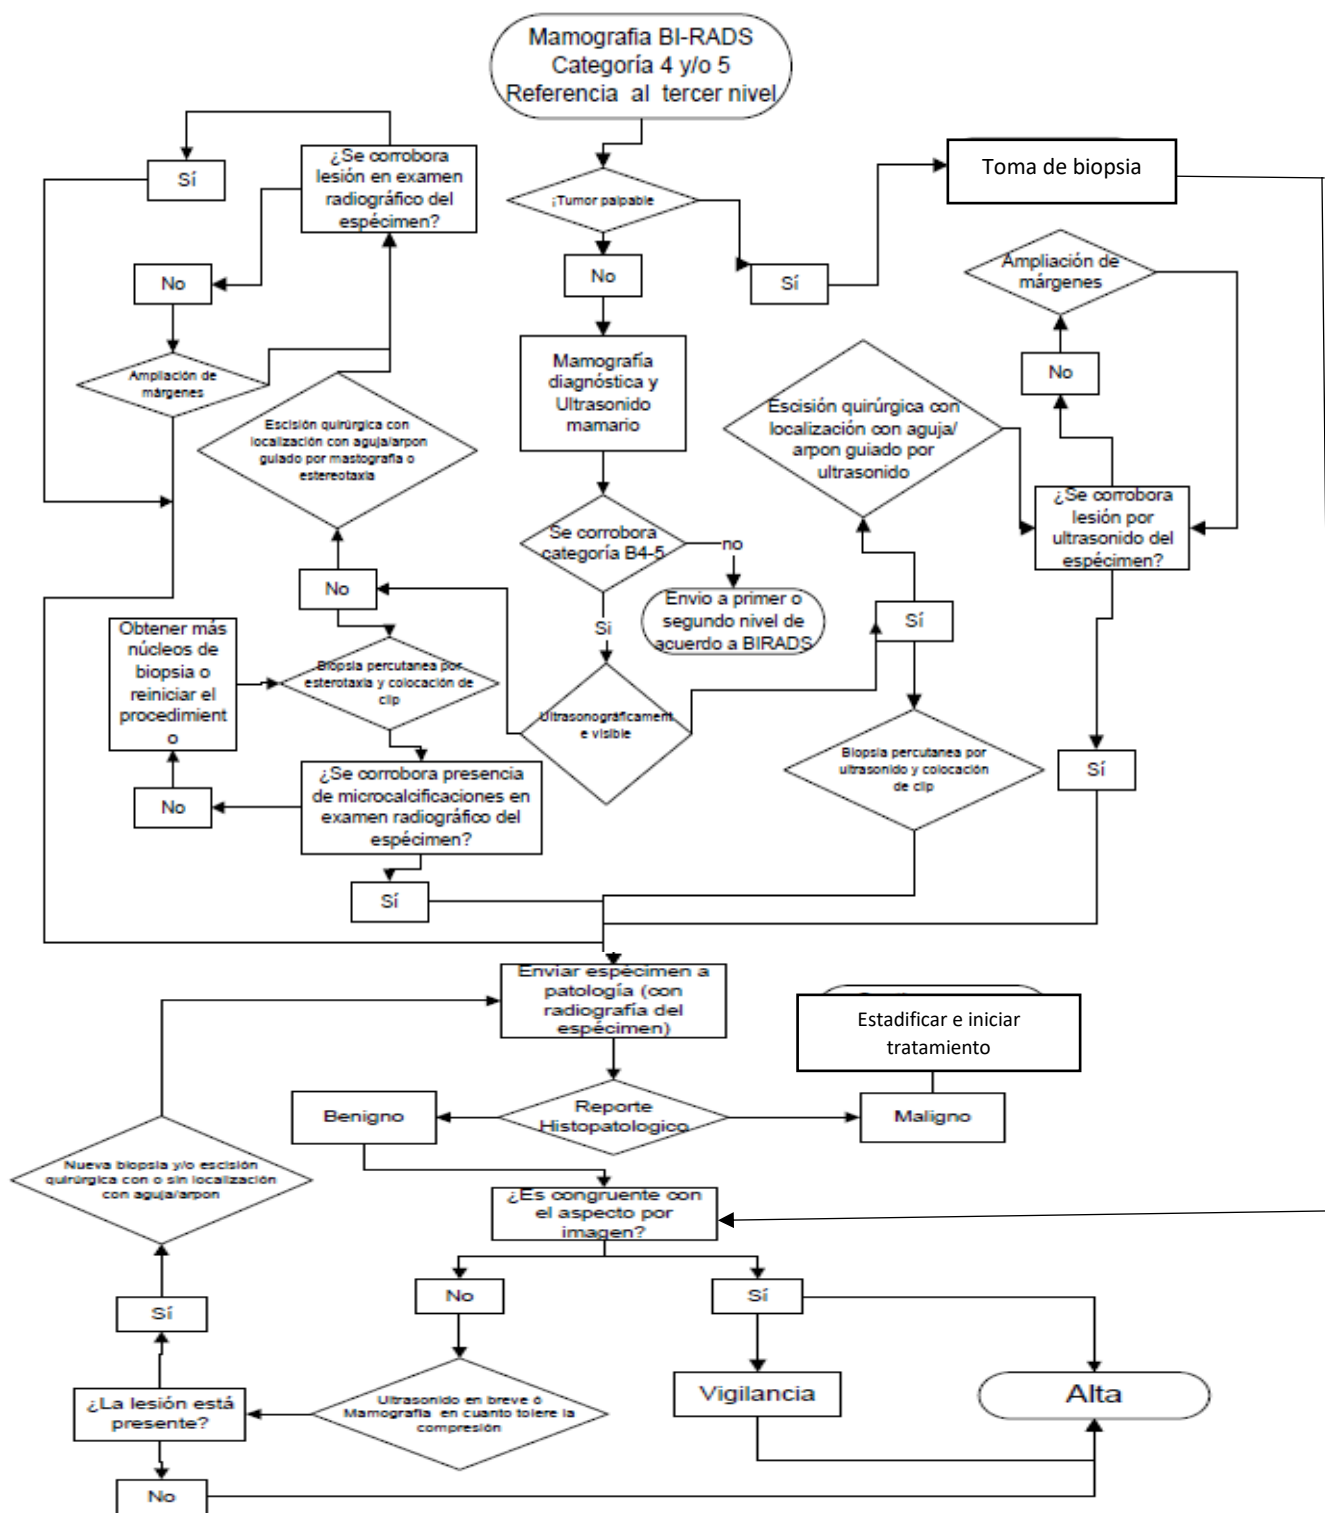 Mamografia BI-RADS
Categoría 4 y/o 5
Referencia al tercer nivel
¿Se corrobora
lesión en examen
radiográfico del
espécimen?
Sí
No
Ampliación de
márgenes
¡Tumor palpable
No
Sí
Toma de biopsia
Ampliación de
márgenes
No
Mamografía
diagnóstica y
Ultrasonido
mamario
Escisión quirúrgica con
localización con aguja/arpon
guiado por mastografia o
estereotaxia
Escisión quirúrgica con
localización con aguja/
arpon guiado por
ultrasonido
¿Se corrobora
lesión por
ultrasonido del
espécimen?
Se corrobora
categoría B4-5
no
Si
Envio a primer o
segundo nivel de
acuerdo a BIRADS
No
Sí
Obtener más
núcleos de
biopsia o
reiniciar el
procedimient
o
Biopsia percutanea por
esterotaxia y colocación de
clip
Ultrasonográficament
e visible
Biopsia percutanea por
ultrasonido y colocación
de clip
Sí
¿Se corrobora presencia
de microcalcificaciones en
examen radiográfico del
espécimen?
No
Sí
Enviar espécimen a
patología (con
radiografía del
espécimen)
Estadificar e iniciar
tratamiento
Benigno
Reporte
Histopatologico
Maligno
Nueva biopsia y/o escisión
quirúrgica con o sin localización
con aguja/arpon
¿Es congruente con
el aspecto por
imagen?
No
Sí
Sí
¿La lesión está
presente?
Ultrasonido en breve ó
Mamografia en cuanto tolere la
compresión
Vigilancia
Alta
No